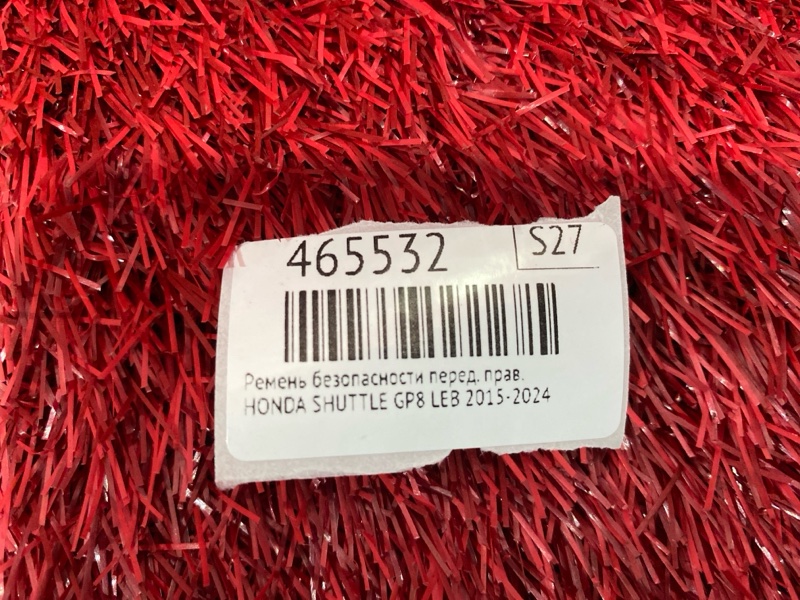 465532
S27
Ремень безопасности перед. прав.
HONDA SHUTTLE GP8 LEB 2015-2024